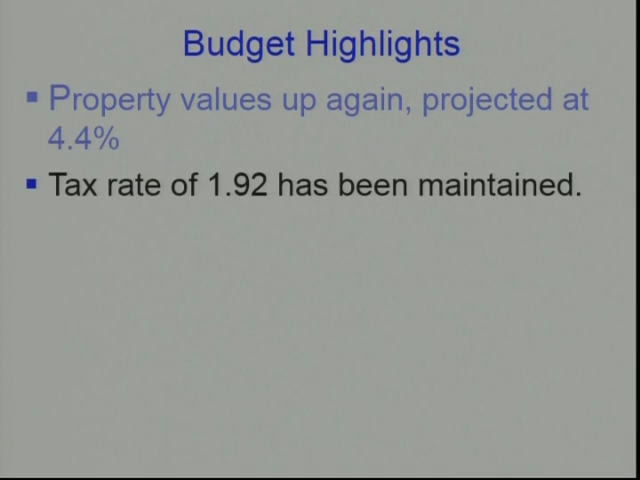 Budget Highlights
▪ Property values up again, projected at
4.4%
▪ Tax rate of 1.92 has been maintained.